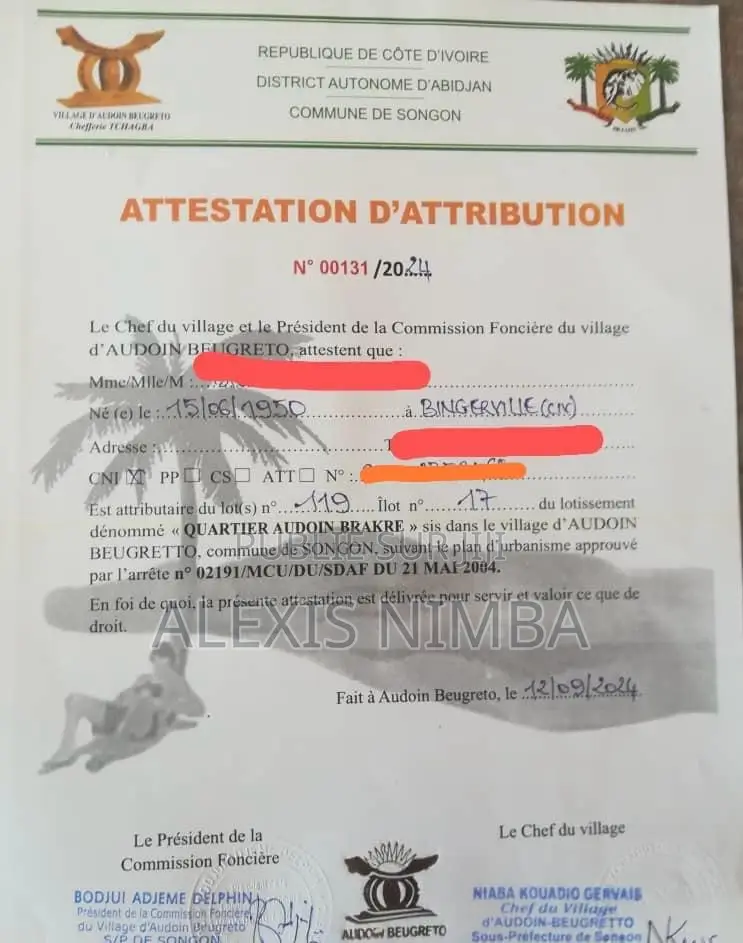 VILLAGE D'AUDOIN BEUGRETO
Chefferie TCHAGBA
REPUBLIQUE DE CÔTE D'IVOIRE
DISTRICT AUTONOME D'ABIDJAN
COMMUNE DE SONGON
ATTESTATION D'ATTRIBUTION
N° 00131 /2024
Le Chef du village et le Président de la Commission Foncière du village
d'AUDOIN BEUGRETO, attestent que :
Mme/Mlle/M :
Né (e) le : 15/06/1950 à BINGERVILLE (CIV)
Adresse :
CNI X PP CS ATT N° :
Est attributaire du lot(s) n° 119 Îlot n° 17 du lotissement
dénommé « QUARTIER AUDOIN BRAKRE » sis dans le village d'AUDOIN
BEUGRETTO, commune de SONGON, suivant le plan d'urbanisme approuvé
PUBLIÉ SUR JIJI
par l'arrête n° 02191/MCU/DU/SDAF DU 21 MAI 2004.
En foi de quoi, la présente attestation est délivrée pour servir et valoir ce que de
droit.
ALEXIS NIMBA
Fait à Audoin Beugreto, le 12/09/2024
Le Président de la
Commission Foncière
Le Chef du village
BODJUI ADJEME DELPHIN
Président de la Commission Foncière
du Village d'Audoin Beugreto
S/P DE SONGON
AUDOIN BEUGRETO
NIABA KOUADIO GERVAIS
Chef du Village
d'AUDOIN-BEUGRETTO
Sous-Préfecture de Songon